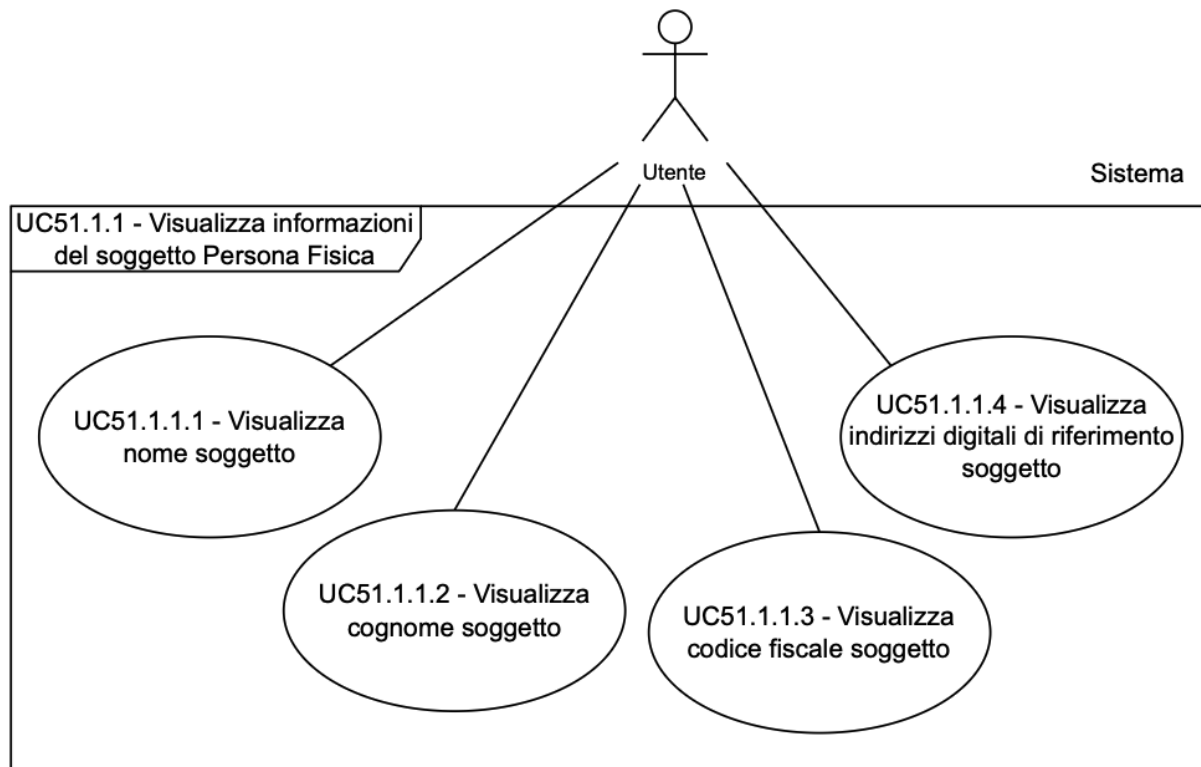 Utente
Sistema
UC51.1.1 - Visualizza informazioni
del soggetto Persona Fisica
UC51.1.1.1 - Visualizza
nome soggetto
UC51.1.1.2 - Visualizza
cognome soggetto
UC51.1.1.3 - Visualizza
codice fiscale soggetto
UC51.1.1.4 - Visualizza
indirizzi digitali di riferimento
soggetto